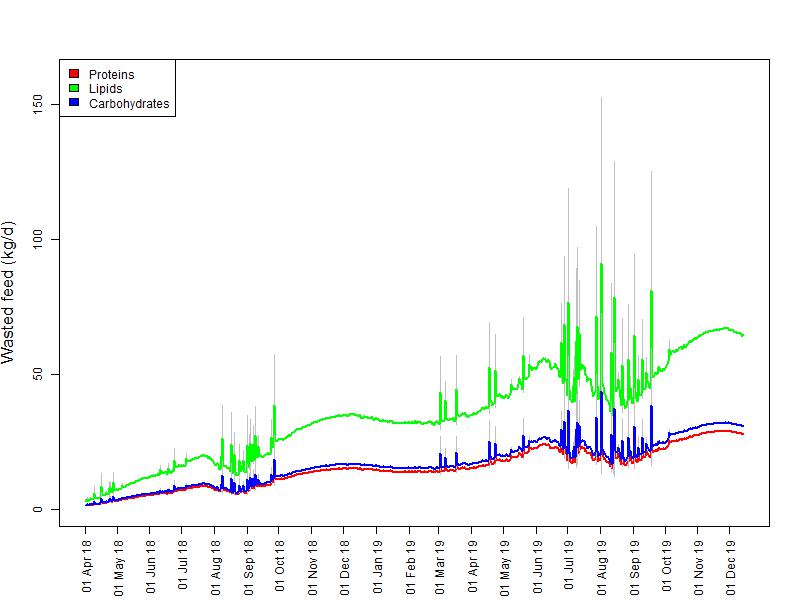 Proteins
Lipids
Carbohydrates
Wasted feed (kg/d)
150
100
50
0
01 Apr 18
01 May 18
01 Jun 18
01 Jul 18
01 Aug 18
01 Sep 18
01 Oct 18
01 Nov 18
01 Dec 18
01 Jan 19
01 Feb 19
01 Mar 19
01 Apr 19
01 May 19
01 Jun 19
01 Jul 19
01 Aug 19
01 Sep 19
01 Oct 19
01 Nov 19
01 Dec 19